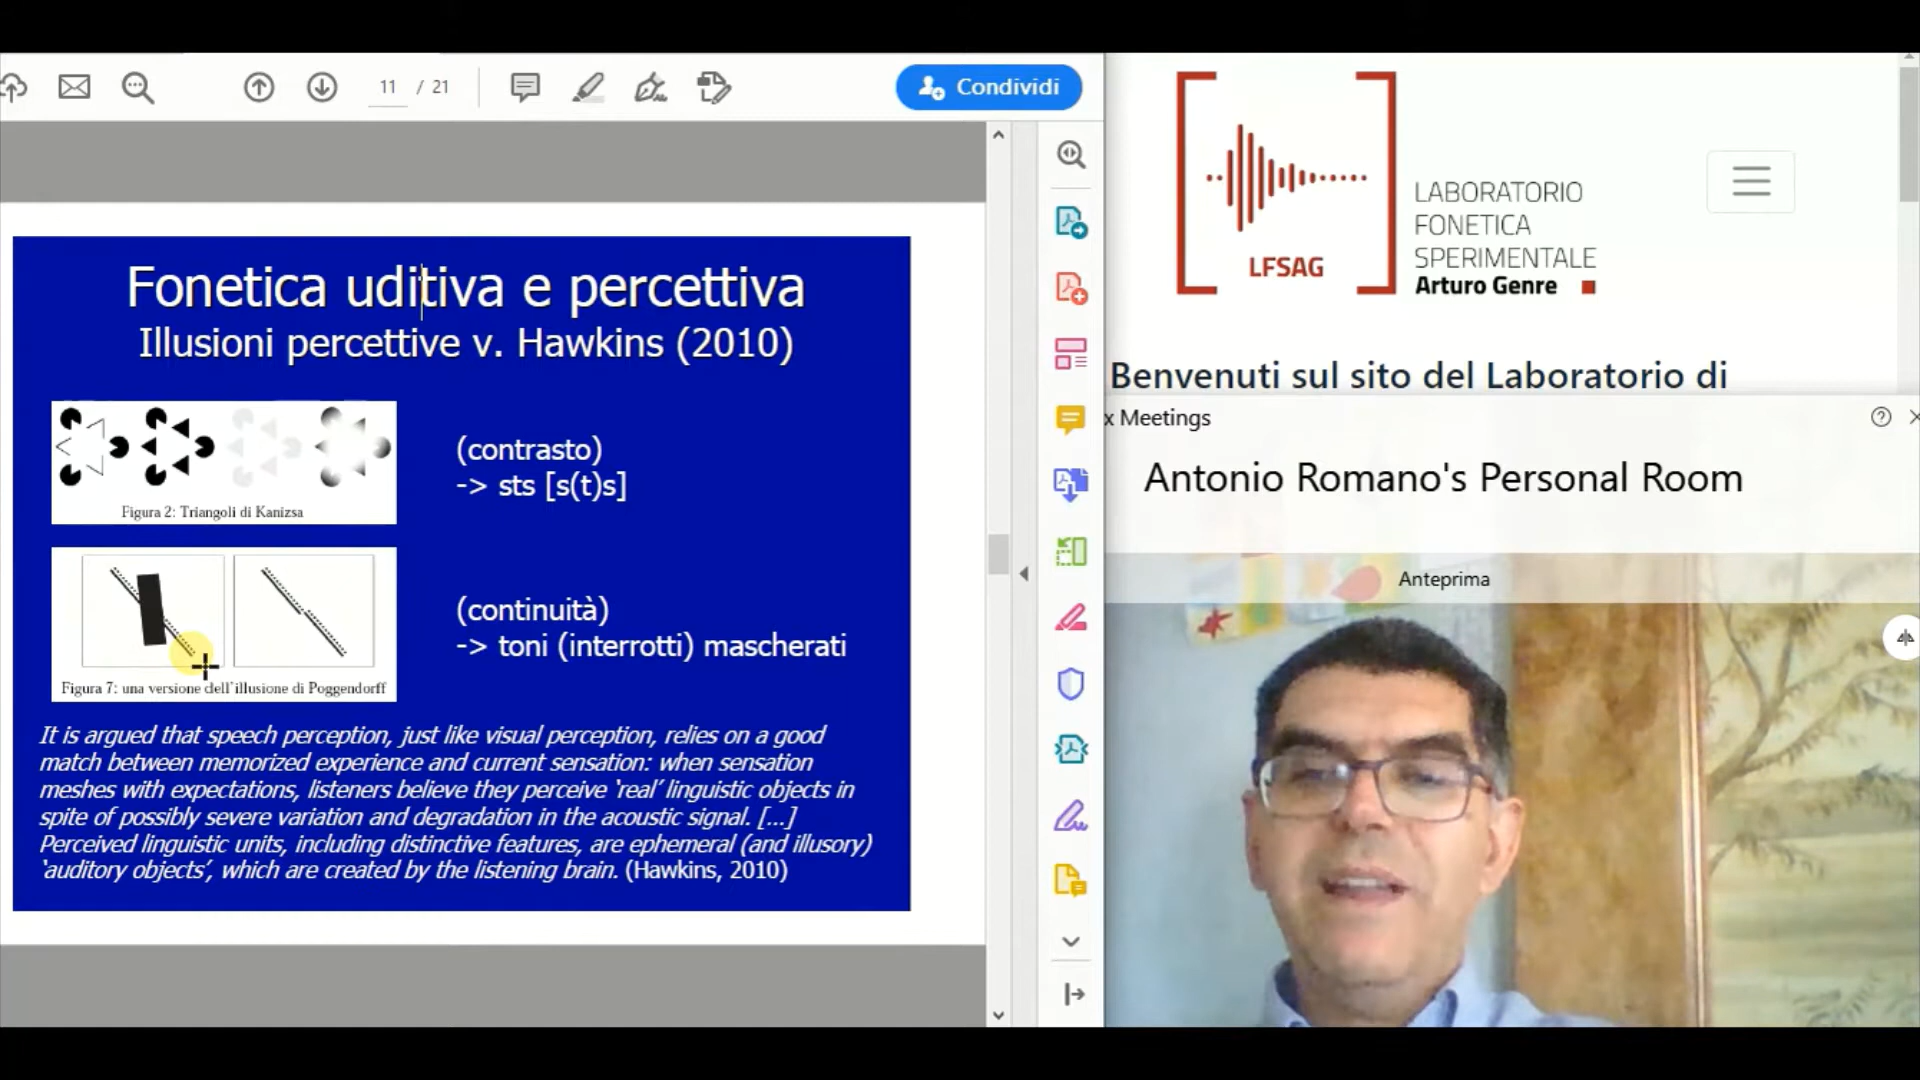 11 / 21
Condividi
Fonetica uditiva e percettiva
Illusioni percettive v. Hawkins (2010)
Figura 2: Triangoli di Kanizsa
(contrasto)
-> sts [s(t)s]
Figura 7: una versione dell'illusione di Poggendorff
(continuità)
-> toni (interrotti) mascherati
It is argued that speech perception, just like visual perception, relies on a good
match between memorized experience and current sensation: when sensation
meshes with expectations, listeners believe they perceive 'real' linguistic objects in
spite of possibly severe variation and degradation in the acoustic signal. [...]
Perceived linguistic units, including distinctive features, are ephemeral (and illusory)
'auditory objects', which are created by the listening brain. (Hawkins, 2010)
LFSAG
LABORATORIO
FONETICA
SPERIMENTALE
Arturo Genre
Benvenuti sul sito del Laboratorio di
x Meetings
Antonio Romano's Personal Room
Anteprima